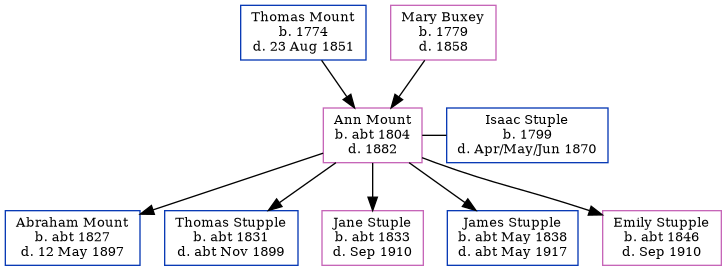 Thomas Mount
b. 1774
d. 23 Aug 1851
Mary Buxey
b. 1779
d. 1858
Ann Mount
b. abt 1804
d. 1882
Isaac Stuple
b. 1799
d. Apr/May/Jun 1870
Abraham Mount
b. abt 1827
d. 12 May 1897
Thomas Stupple
b. abt 1831
d. abt Nov 1899
Jane Stuple
b. abt 1833
d. Sep 1910
James Stupple
b. abt May 1838
d. abt May 1917
Emily Stupple
b. abt 1846
d. Sep 1910